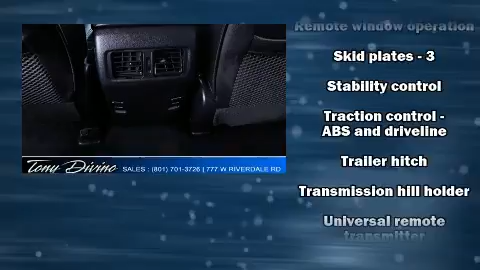 Remote window operation
Skid plates - 3
Stability control
Traction control -
ABS and driveline
Trailer hitch
Transmission hill holder
Universal remote
transmitter
Tony Divino
SALES : (801) 701-3726 | 777 W RIVERDALE RD